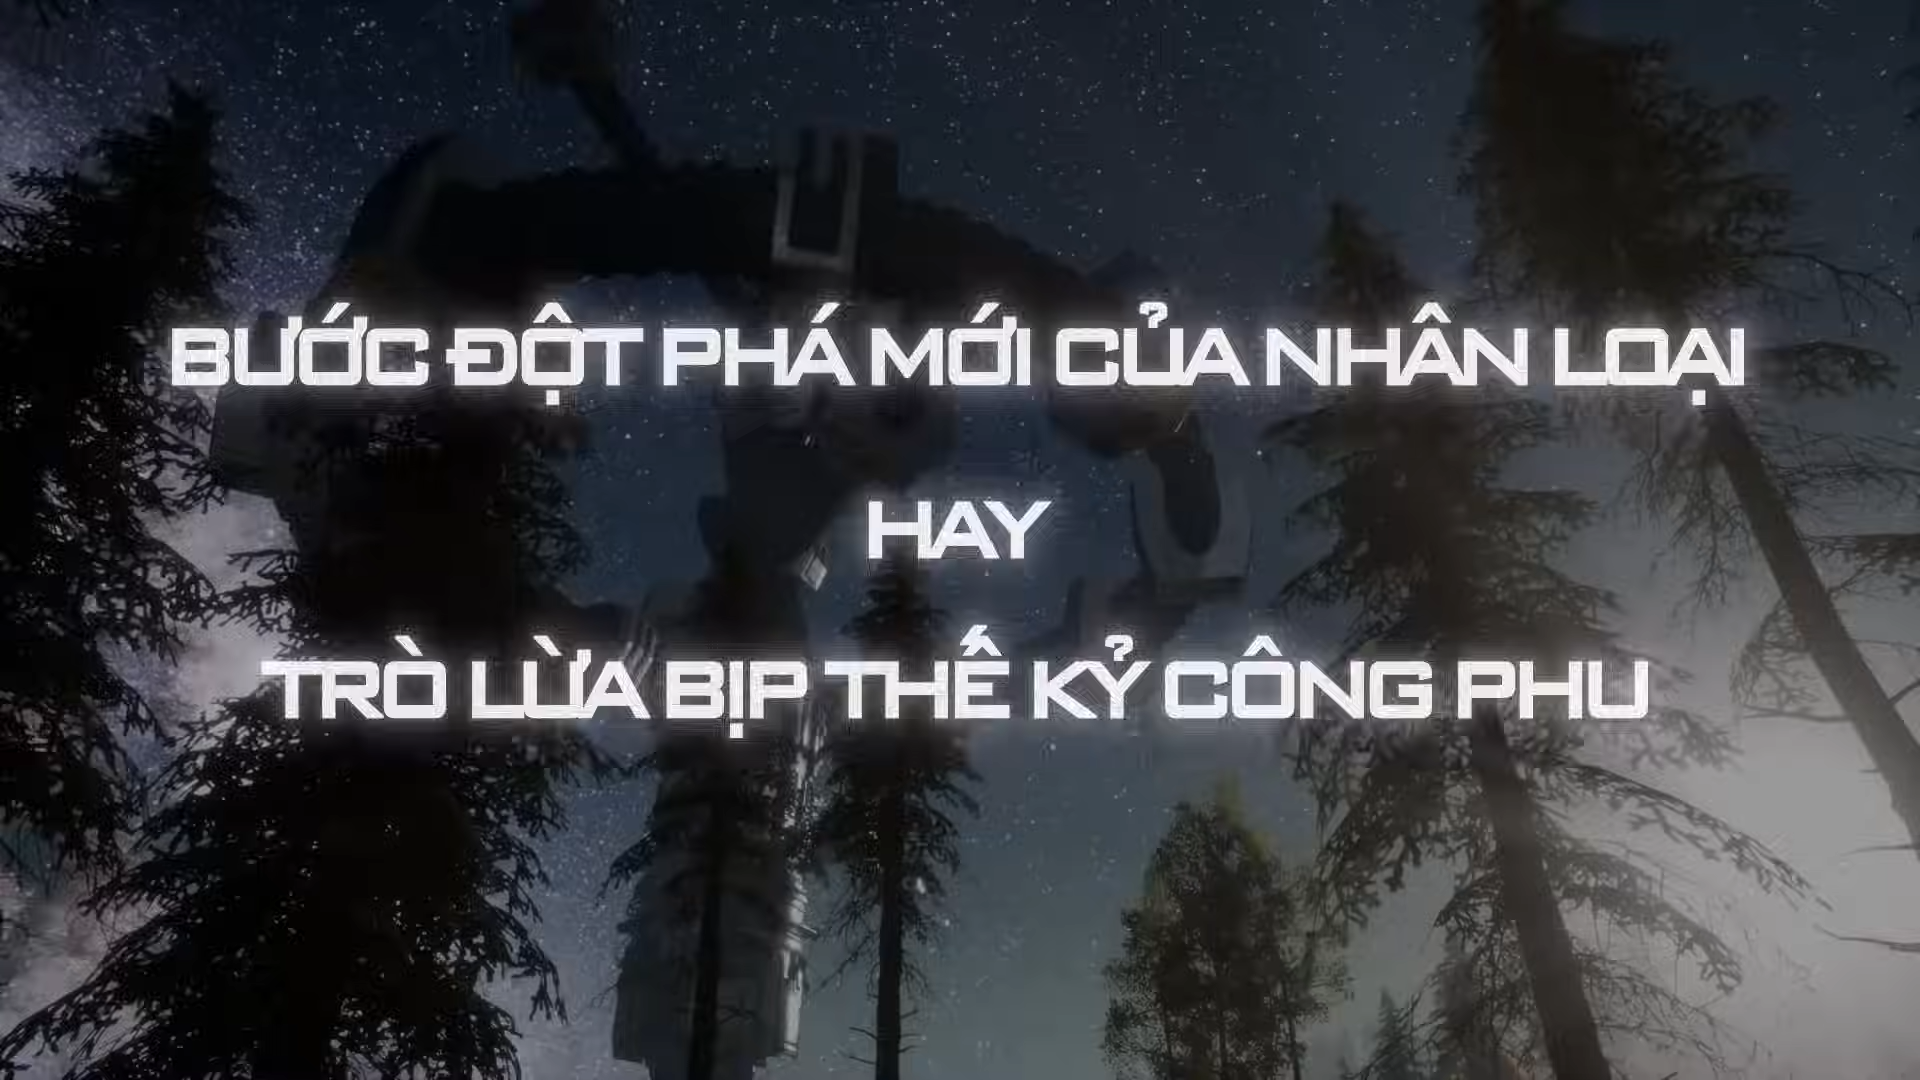 BƯỚC ĐỘT PHÁ MỚI CỦA NHÂN LOẠI
HAY
TRÒ LỪA BỊP THẾ KỶ CÔNG PHU